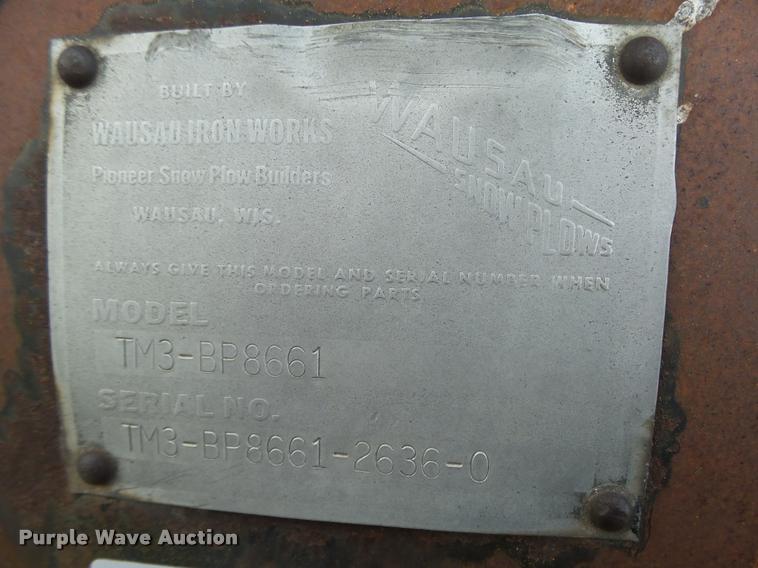 BUILT BY
WAUSAU IRON WORKS
Pioneer Snow Plow Builders
WAUSAU, WIS.
WAUSAU
SNOW PLOWS
ALWAYS GIVE THIS MODEL AND SERIAL NUMBER WHEN
ORDERING PARTS
MODEL
TM3-BP8661
SERIAL NO.
TM3-BP8661-2636-0
Purple Wave Auction